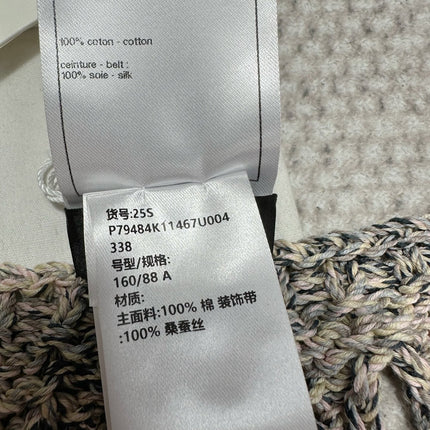 100% coton - cotton
ceinture - belt :
100% soie - silk
货号:25S
P79484K11467U004
338
号型/规格:
160/88 A
材质:
主面料:100% 棉 装饰带
:100% 桑蚕丝